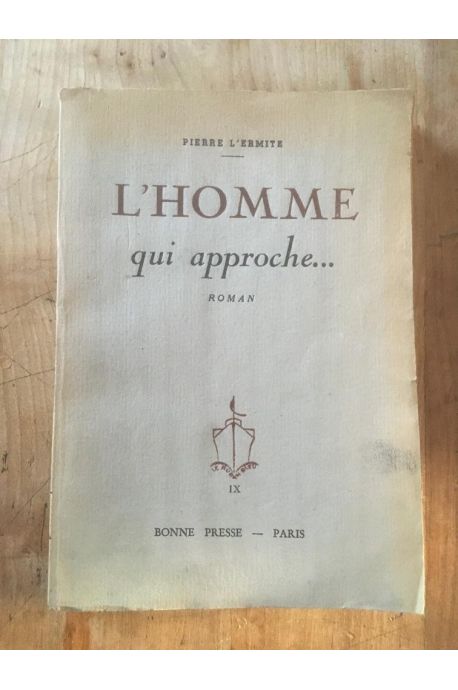 PIERRE L'ERMITE
L'HOMME
qui approche...
ROMAN
IX
BONNE PRESSE — PARIS